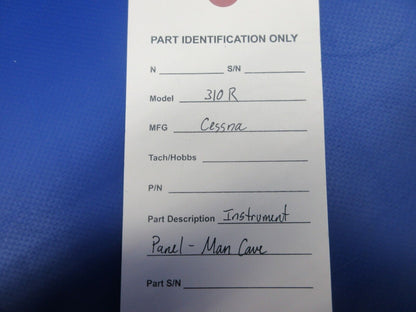 PART IDENTIFICATION ONLY
N S/N
Model 310 R
MFG Cessna
Tach/Hobbs
P/N
Part Description Instrument
Panel - Man Cave
Part S/N